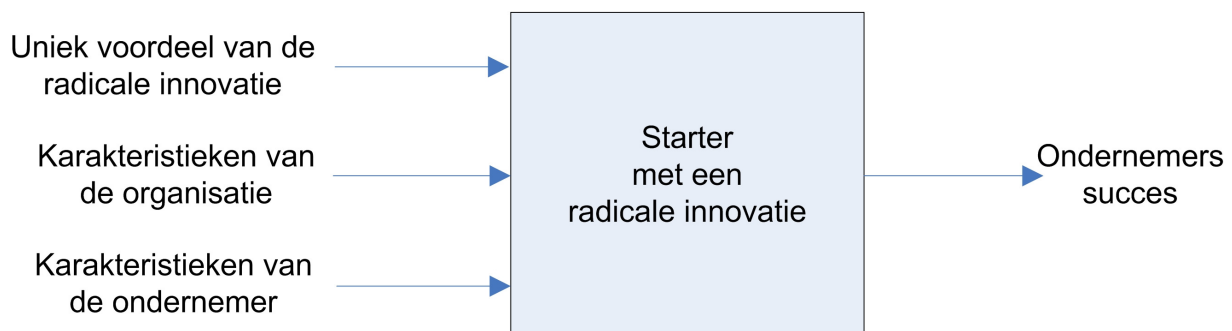 Uniek voordeel van de
radicale innovatie
Karakteristieken van
de organisatie
Karakteristieken van
de ondernemer
Starter
met een
radicale innovatie
Ondernemers
succes